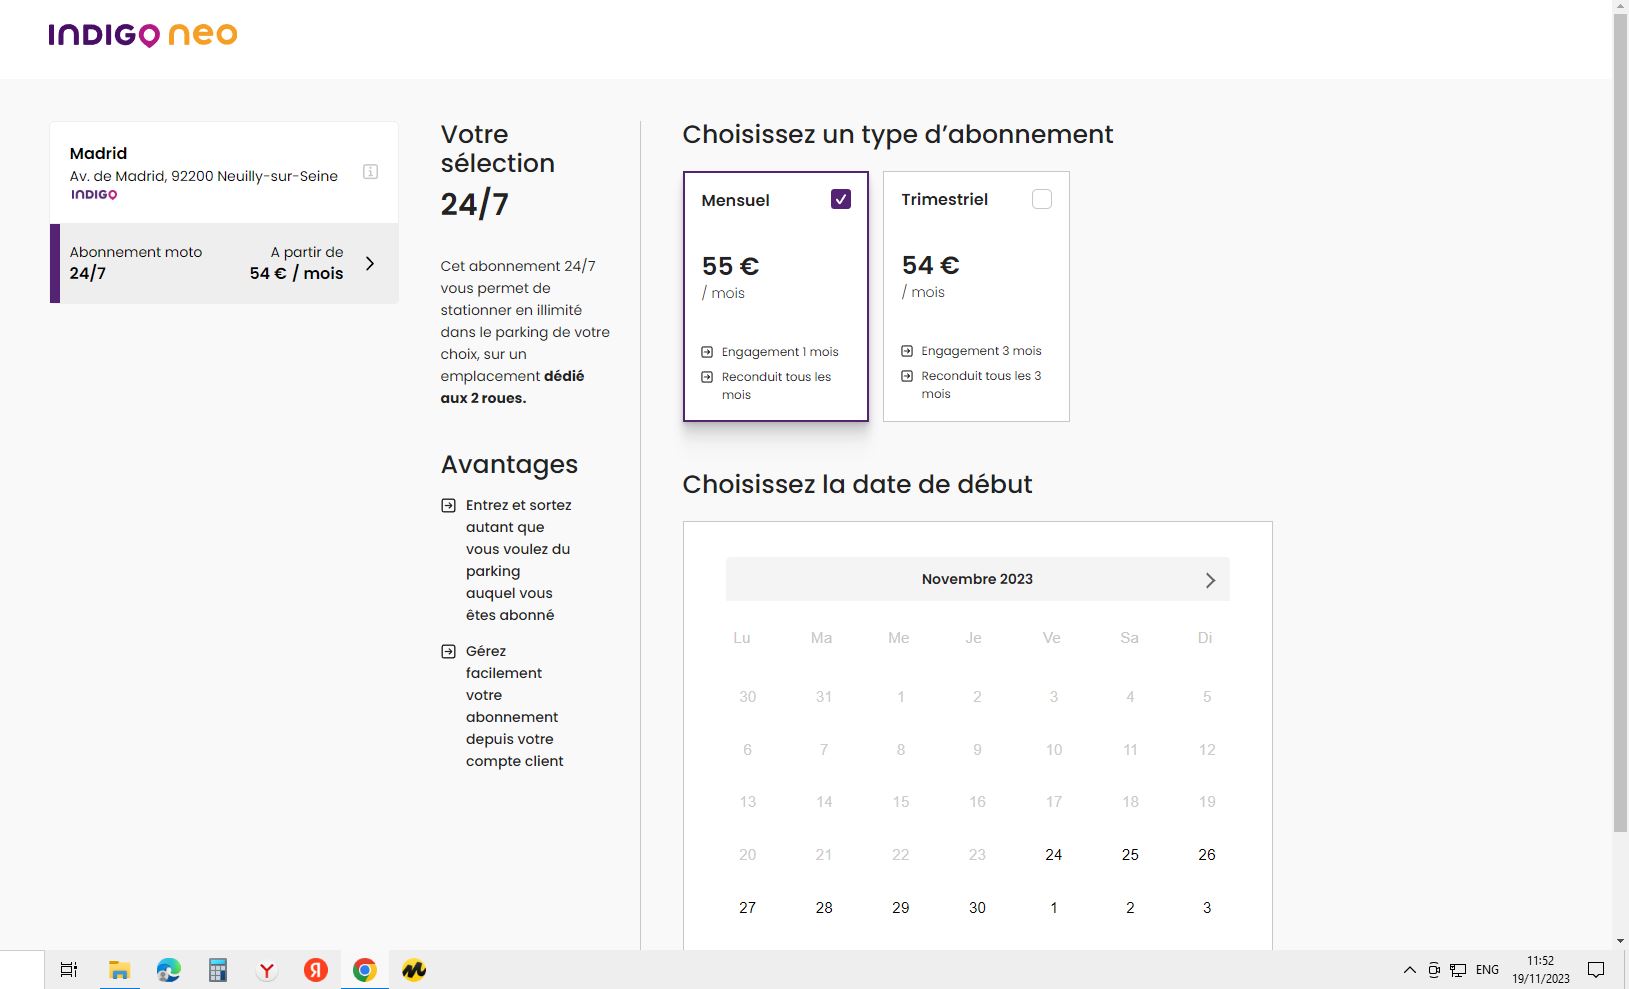 INDIGO neo
Madrid
Av. de Madrid, 92200 Neuilly-sur-Seine
INDIGO
Abonnement moto
24/7
A partir de
54 € / mois
Votre
sélection
24/7
Cet abonnement 24/7
vous permet de
stationner en illimité
dans le parking de votre
choix, sur un
emplacement dédié
aux 2 roues.
Avantages
Entrez et sortez
autant que
vous voulez du
parking
auquel vous
êtes abonné
Gérez
facilement
votre
abonnement
depuis votre
compte client
Choisissez un type d’abonnement
Mensuel
55 €
/ mois
Engagement 1 mois
Reconduit tous les
mois
Trimestriel
54 €
/ mois
Engagement 3 mois
Reconduit tous les 3
mois
Choisissez la date de début
Novembre 2023
Lu Ma Me Je Ve Sa Di
30 31 1 2 3 4 5
6 7 8 9 10 11 12
13 14 15 16 17 18 19
20 21 22 23 24 25 26
27 28 29 30 1 2 3
ENG
11:52
19/11/2023